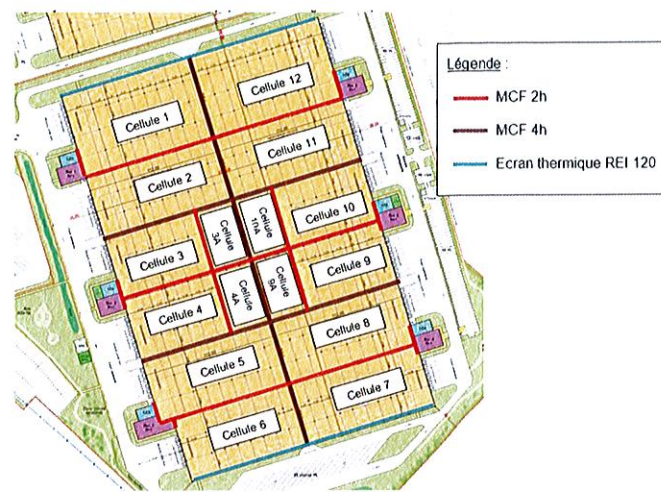 Légende :
MCF 2h
MCF 4h
Ecran thermique REI 120
Cellule 12
Cellule 1
Cellule 11
Cellule 2
Cellule 10
Cellule
3A
Cellule
10A
Cellule 3
Cellule 9
Cellule
4A
Cellule
9A
Cellule 4
Cellule 8
Cellule 5
Cellule 7
Cellule 6